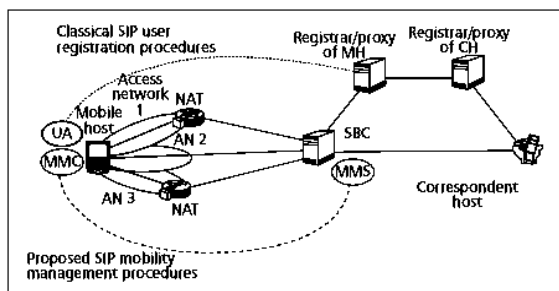 Classical SIP user
registration procedures
Registrar/proxy
of MH
Registrar/proxy
of CH
Access
network
1
NAT
Mobile
host
UA
AN 2
SBC
MMC
MMS
AN 3
NAT
Correspondent
host
Proposed SIP mobility
management procedures